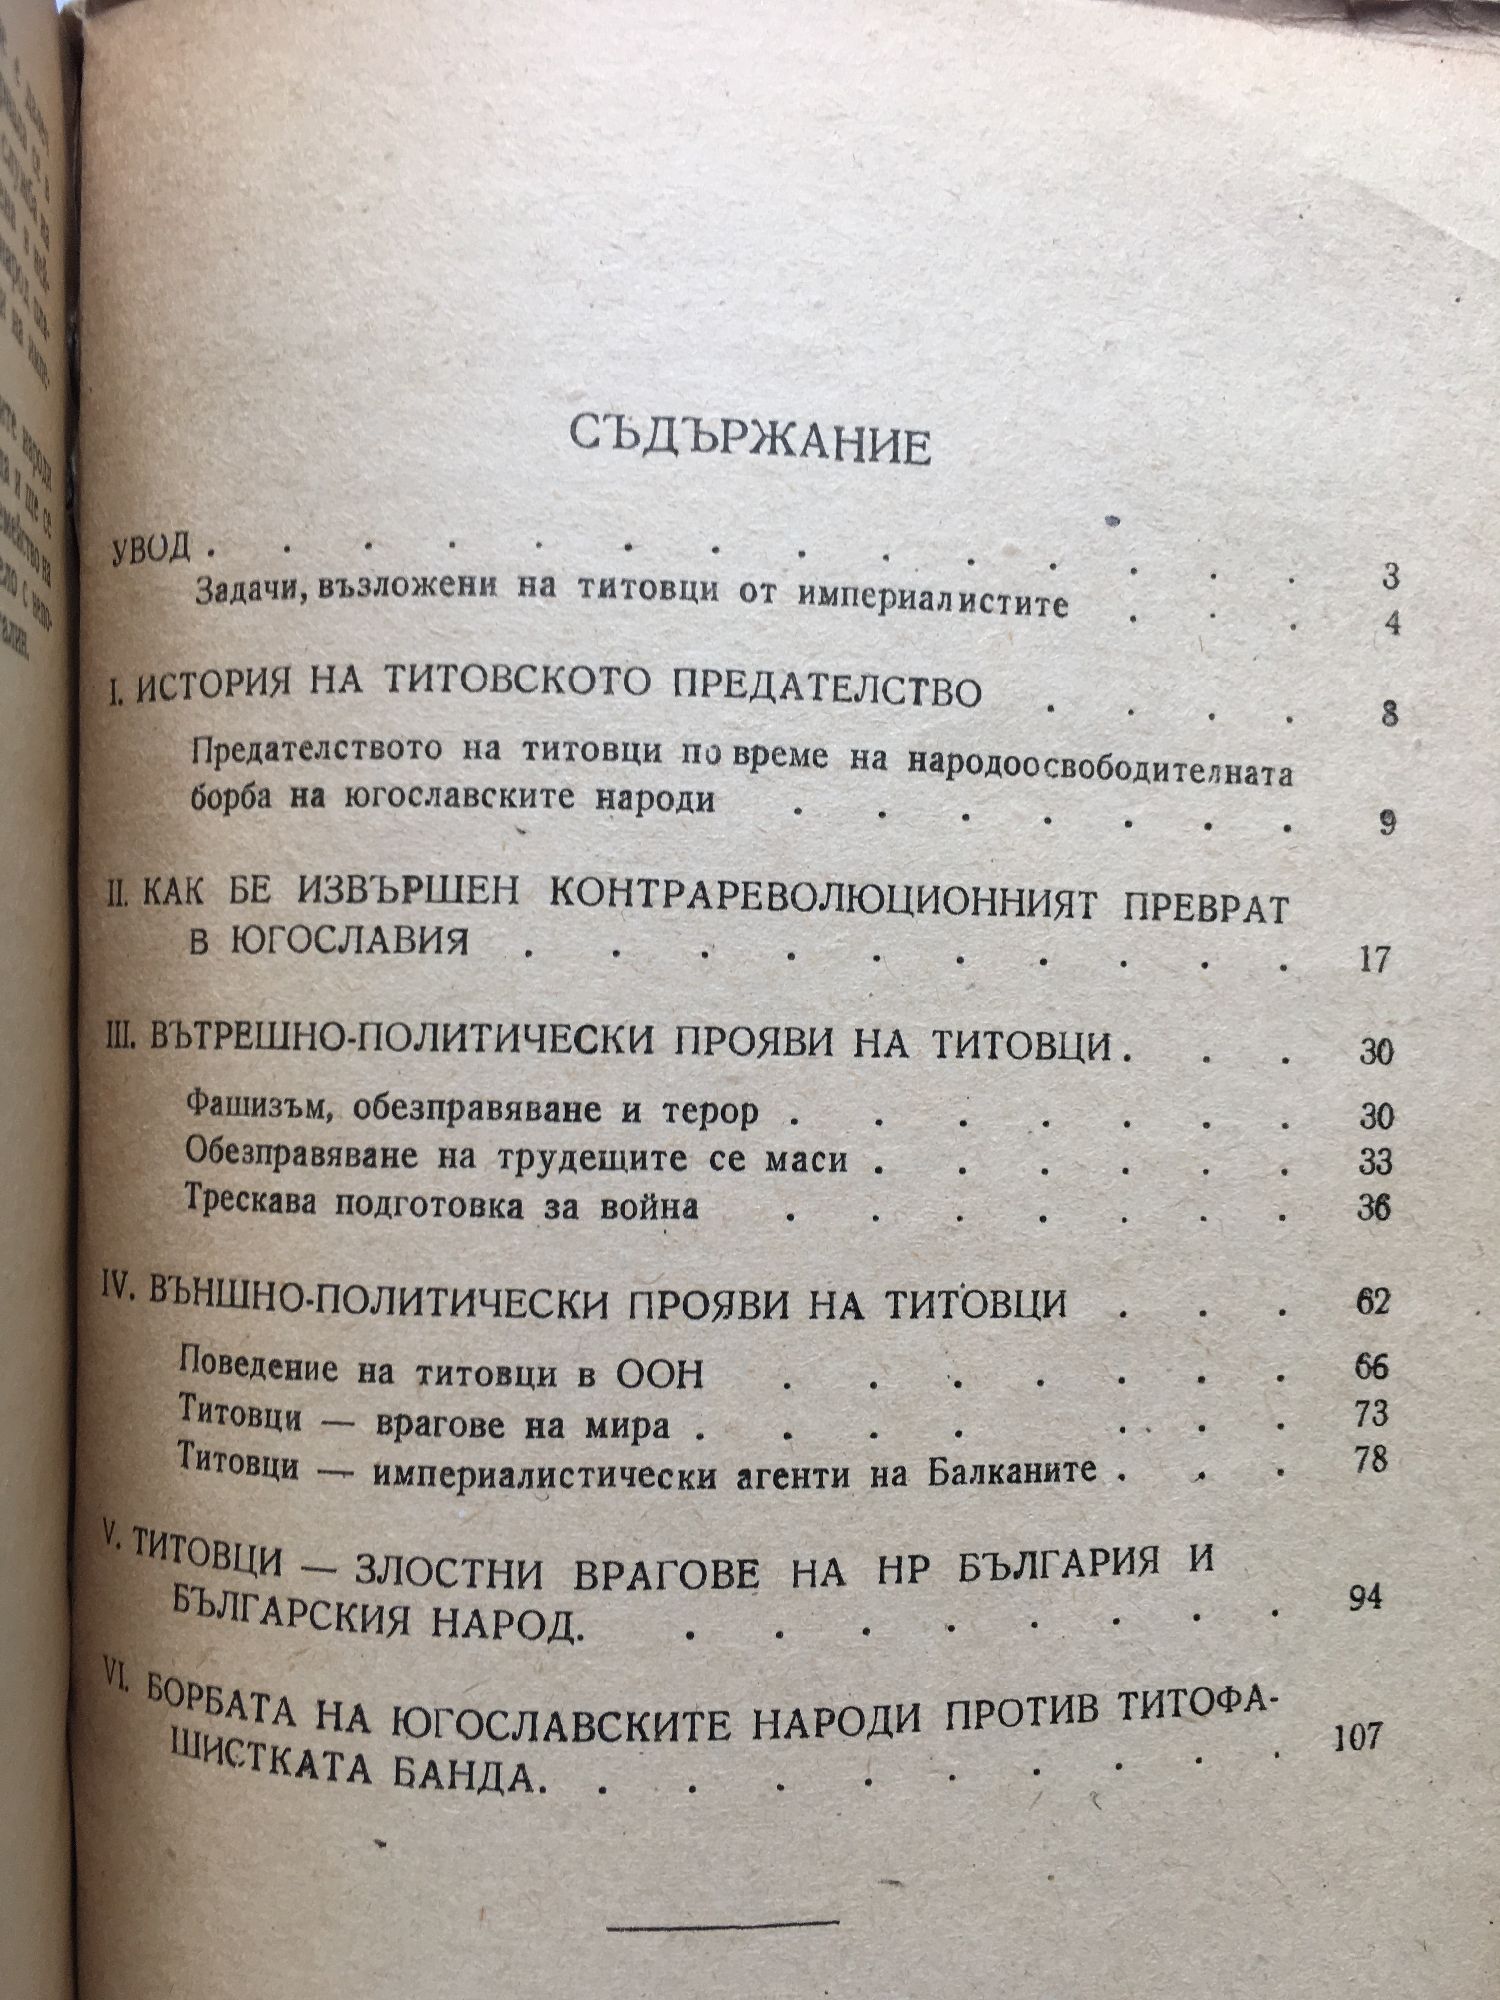 СЪДЪРЖАНИЕ
УВОД . . . . . . . . . . . . . . 3
Задачи, възложени на титовци от империалистите . . . 4
I. ИСТОРИЯ НА ТИТОВСКОТО ПРЕДАТЕЛСТВО . . . . 8
Предателството на титовци по време на народоосвободителната
борба на югославските народи . . . . . . . 9
II. КАК БЕ ИЗВЪРШЕН КОНТРАРЕВОЛЮЦИОННИЯТ ПРЕВРАТ
В ЮГОСЛАВИЯ . . . . . . . . . . 17
III. ВЪТРЕШНО-ПОЛИТИЧЕСКИ ПРОЯВИ НА ТИТОВЦИ . . . 30
Фашизъм, обезправяване и терор . . . . . . . 30
Обезправяване на трудещите се маси . . . . . . 33
Трескава подготовка за война . . . . . . . 36
IV. ВЪНШНО-ПОЛИТИЧЕСКИ ПРОЯВИ НА ТИТОВЦИ . . . 62
Поведение на титовци в ООН . . . . . . . 66
Титовци — врагове на мира . . . . . . . 73
Титовци — империалистически агенти на Балканите . . . 78
V. ТИТОВЦИ — ЗЛОСТНИ ВРАГОВЕ НА НР БЪЛГАРИЯ И
БЪЛГАРСКИЯ НАРОД. . . . . . . . . 94
VI. БОРБАТА НА ЮГОСЛАВСКИТЕ НАРОДИ ПРОТИВ ТИТОФА-
ШИСТКАТА БАНДА. . . . . . . . . . 107